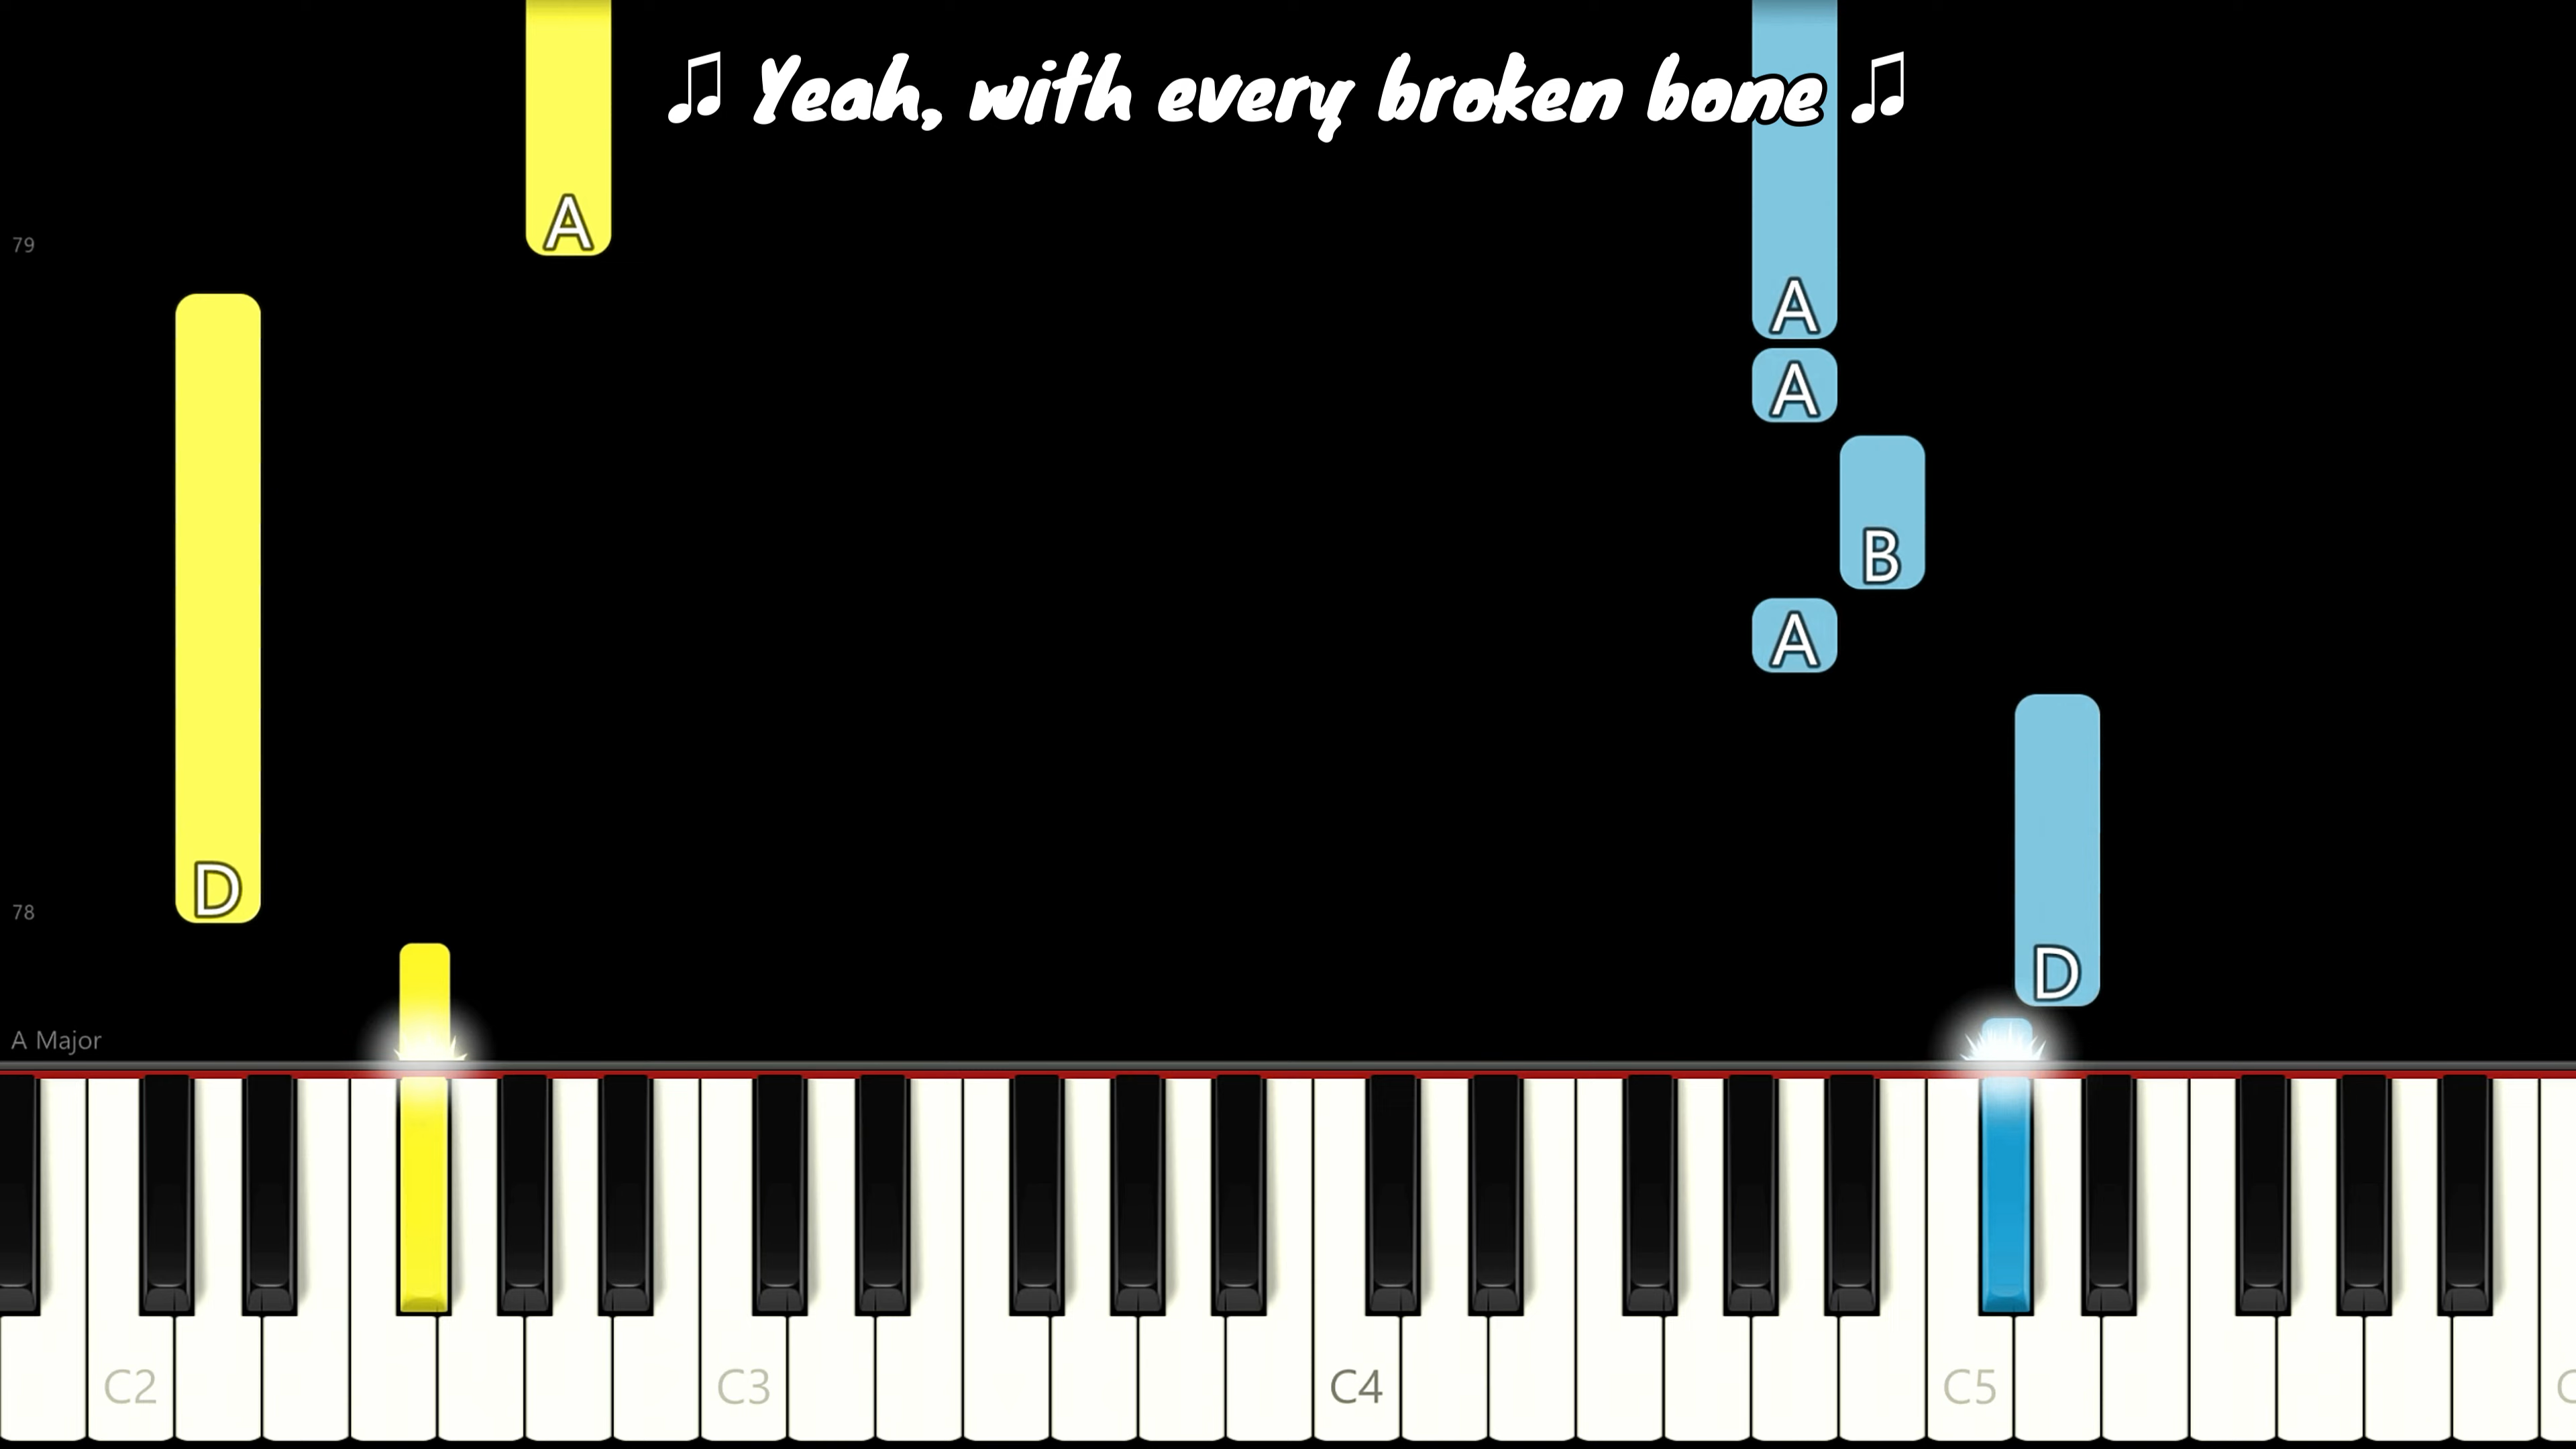 ♫ Yeah, with every broken bone ♫
A
79
A
A
B
A
D
78
D
A Major
C2 C3 C4 C5 C